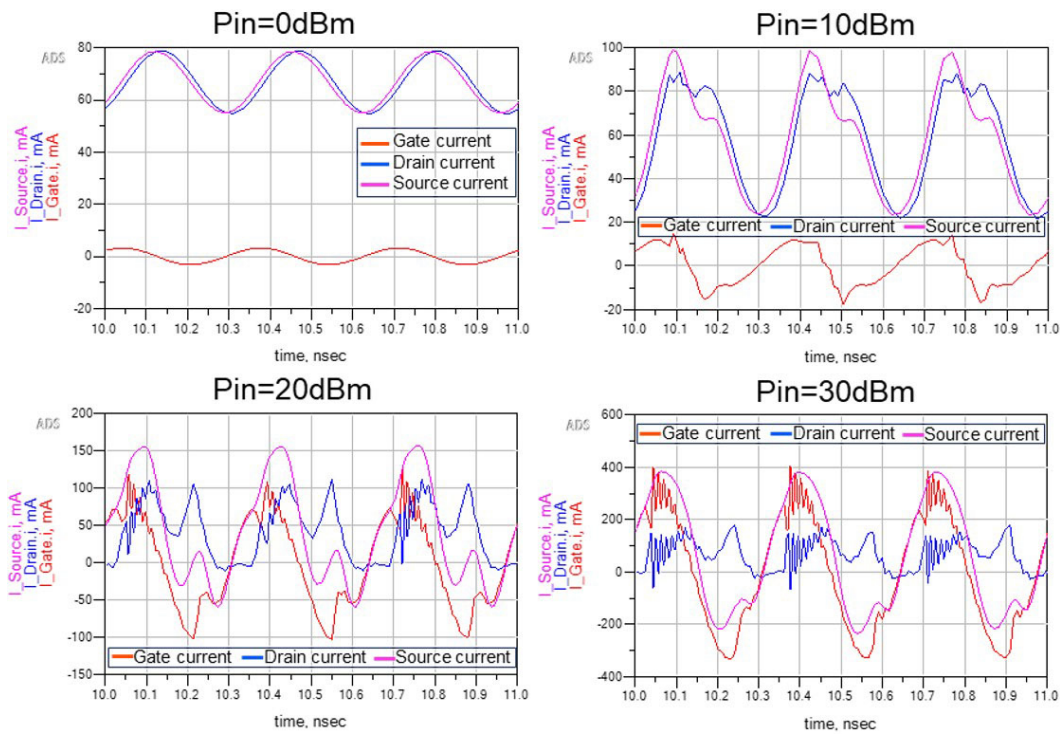 Pin=0dBm
ADS
I_Source.i, mA
I_Drain.i, mA
I_Gate.i, mA
80
60
40
20
0
-20
Gate current
Drain current
Source current
10.0 10.1 10.2 10.3 10.4 10.5 10.6 10.7 10.8 10.9 11.0
time, nsec
Pin=10dBm
ADS
I_Source.i, mA
I_Drain.i, mA
I_Gate.i, mA
100
80
60
40
20
0
-20
Gate current Drain current Source current
10.0 10.1 10.2 10.3 10.4 10.5 10.6 10.7 10.8 10.9 11.0
time, nsec
Pin=20dBm
ADS
I_Source.i, mA
I_Drain.i, mA
I_Gate.i, mA
200
150
100
50
0
-50
-100
-150
Gate current Drain current Source current
10.0 10.1 10.2 10.3 10.4 10.5 10.6 10.7 10.8 10.9 11.0
time, nsec
Pin=30dBm
ADS
I_Source.i, mA
I_Drain.i, mA
I_Gate.i, mA
600
400
200
0
-200
-400
Gate current Drain current Source current
10.0 10.1 10.2 10.3 10.4 10.5 10.6 10.7 10.8 10.9 11.0
time, nsec